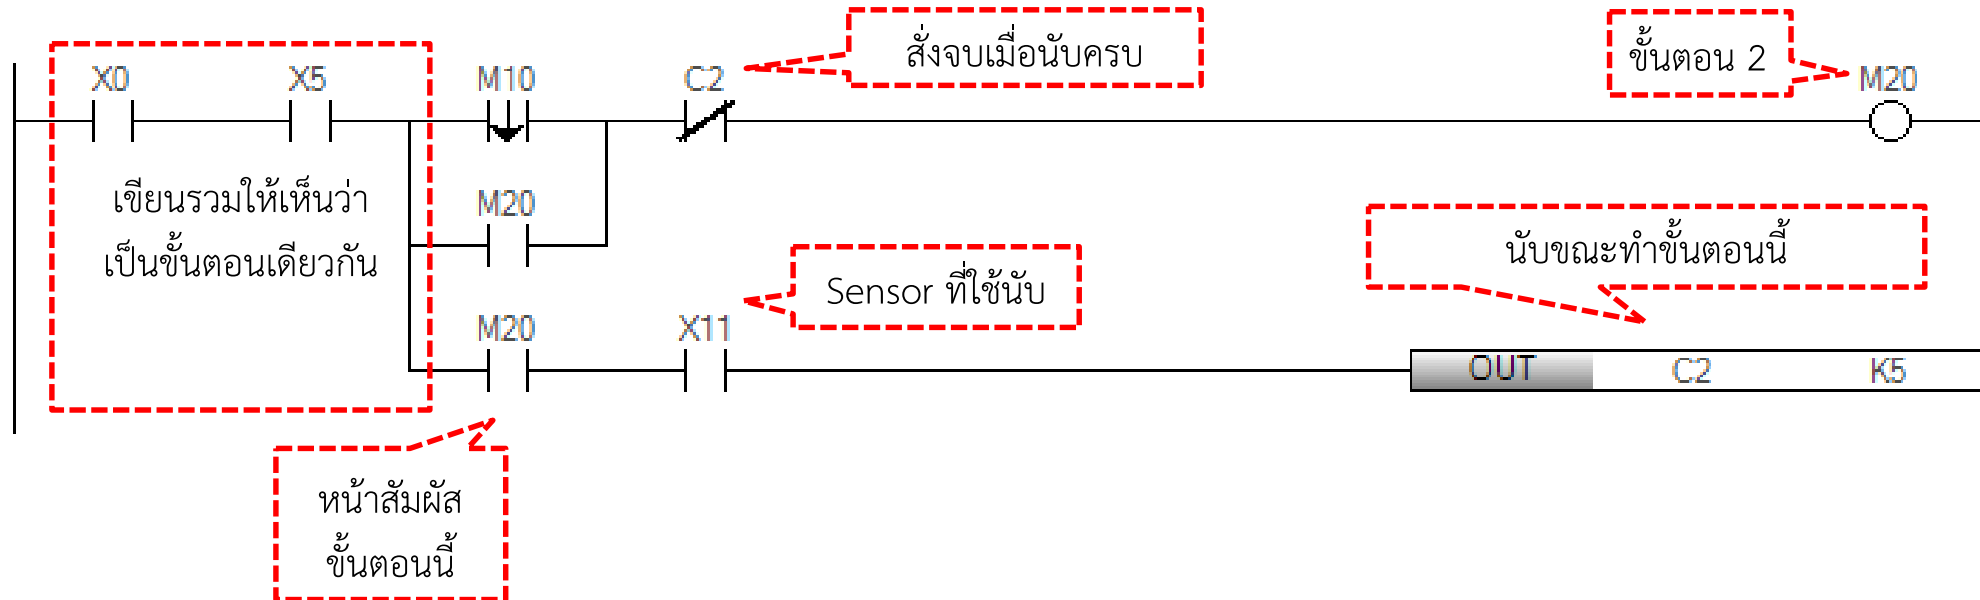 สั่งจบเมื่อนับครบ
ขั้นตอน 2
X0 X5 M10 C2 M20
เขียนรวมให้เห็นว่า
เป็นขั้นตอนเดียวกัน
M20
นับขณะทำขั้นตอนนี้
Sensor ที่ใช้นับ
M20 X11
OUT C2 K5
หน้าสัมผัส
ขั้นตอนนี้